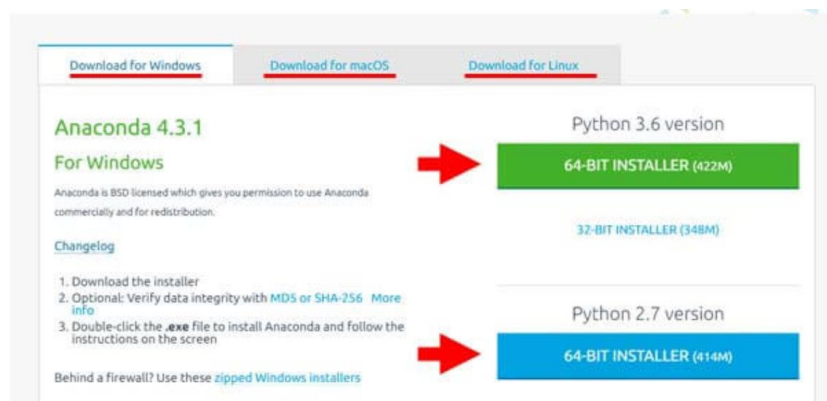 Download for Windows
Download for macOS
Download for Linux
Anaconda 4.3.1
For Windows
Anaconda is BSD licensed which gives you permission to use Anaconda
commercially and for redistribution.
Changelog
1. Download the installer
2. Optional: Verify data integrity with MD5 or SHA-256 More
info
3. Double-click the .exe file to install Anaconda and follow the
instructions on the screen
Behind a firewall? Use these zipped Windows installers
Python 3.6 version
64-BIT INSTALLER (422M)
32-BIT INSTALLER (348M)
Python 2.7 version
64-BIT INSTALLER (414M)